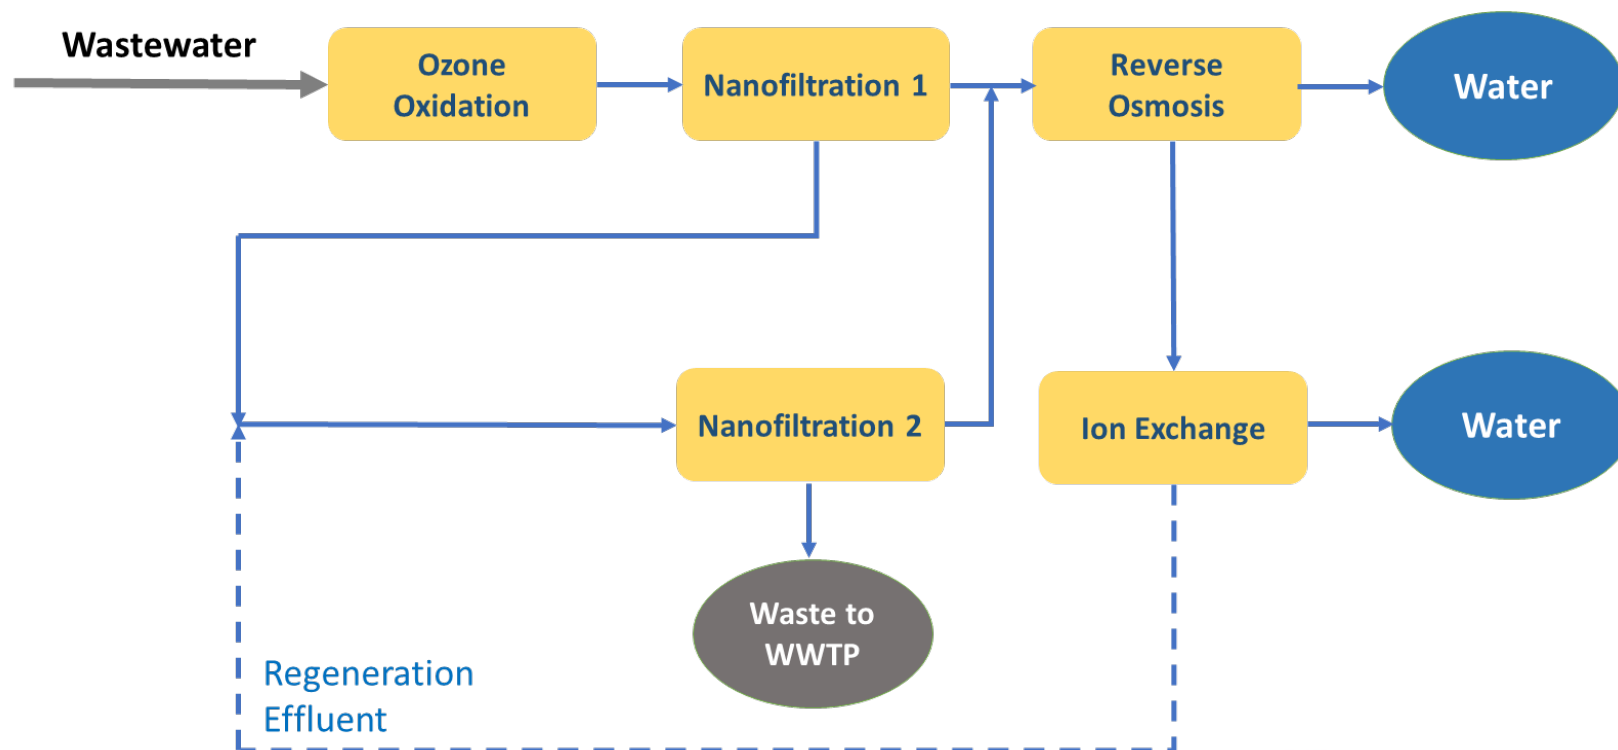 Wastewater
Ozone
Oxidation
Nanofiltration 1
Reverse
Osmosis
Water
Nanofiltration 2
Ion Exchange
Water
Waste to
WWTP
Regeneration
Effluent